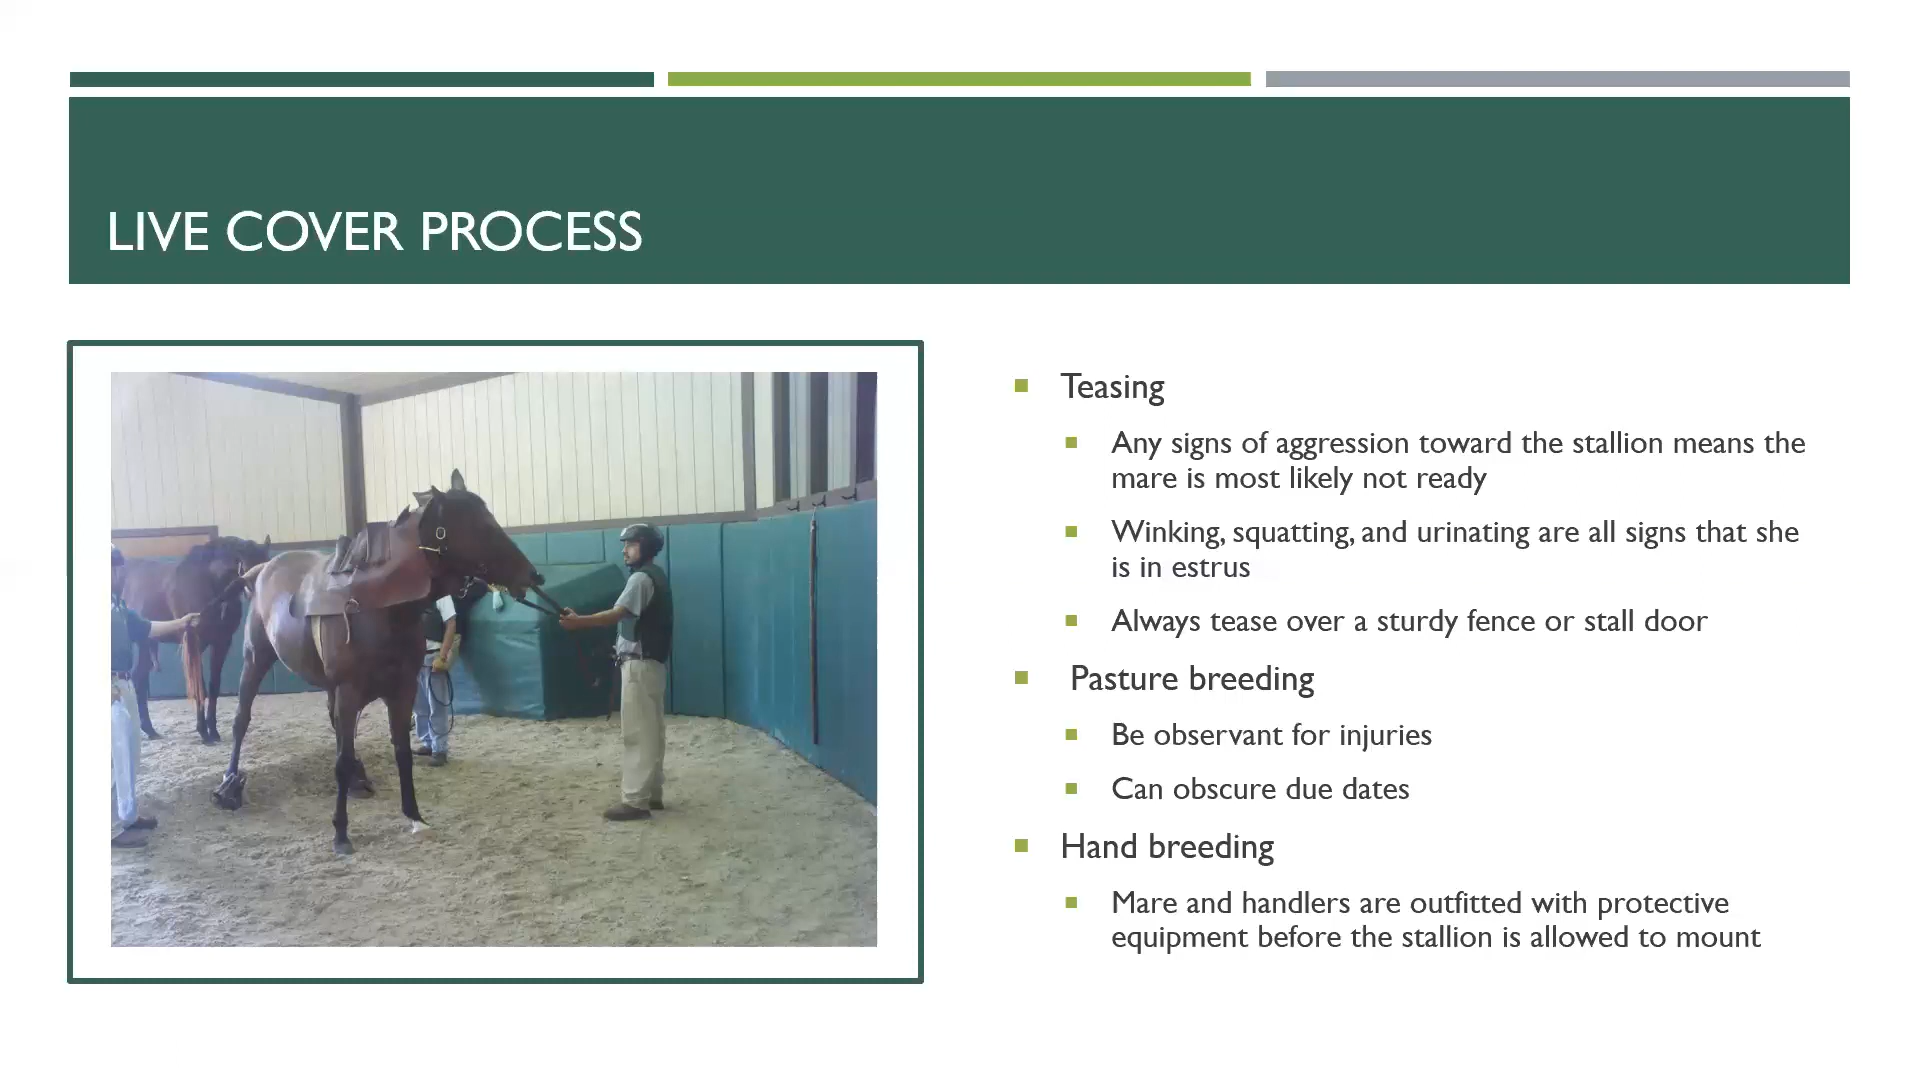 LIVE COVER PROCESS
Teasing
Any signs of aggression toward the stallion means the
mare is most likely not ready
Winking, squatting, and urinating are all signs that she
is in estrus
Always tease over a sturdy fence or stall door
Pasture breeding
Be observant for injuries
Can obscure due dates
Hand breeding
Mare and handlers are outfitted with protective
equipment before the stallion is allowed to mount